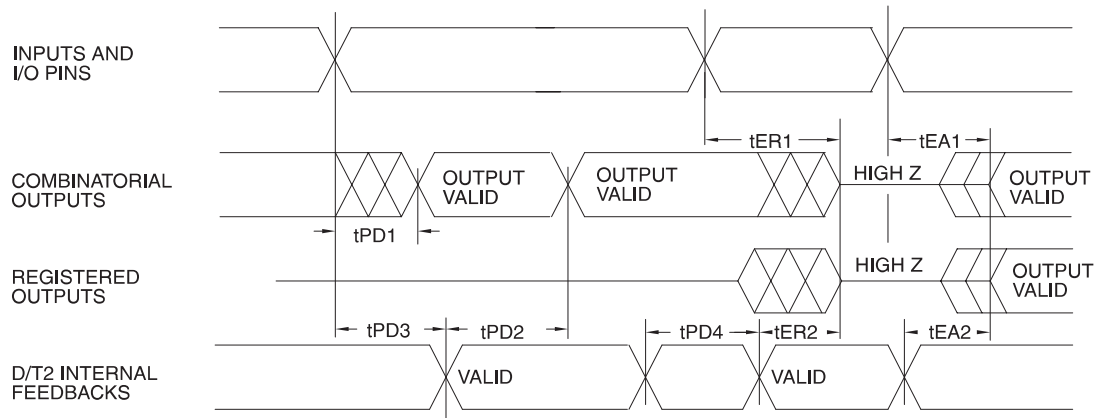 INPUTS AND
I/O PINS
tER1
tEA1
COMBINATORIAL
OUTPUTS
OUTPUT
VALID
OUTPUT
VALID
HIGH Z
OUTPUT
VALID
tPD1
REGISTERED
OUTPUTS
HIGH Z
OUTPUT
VALID
tPD3
tPD2
tPD4
tER2
tEA2
D/T2 INTERNAL
FEEDBACKS
VALID
VALID